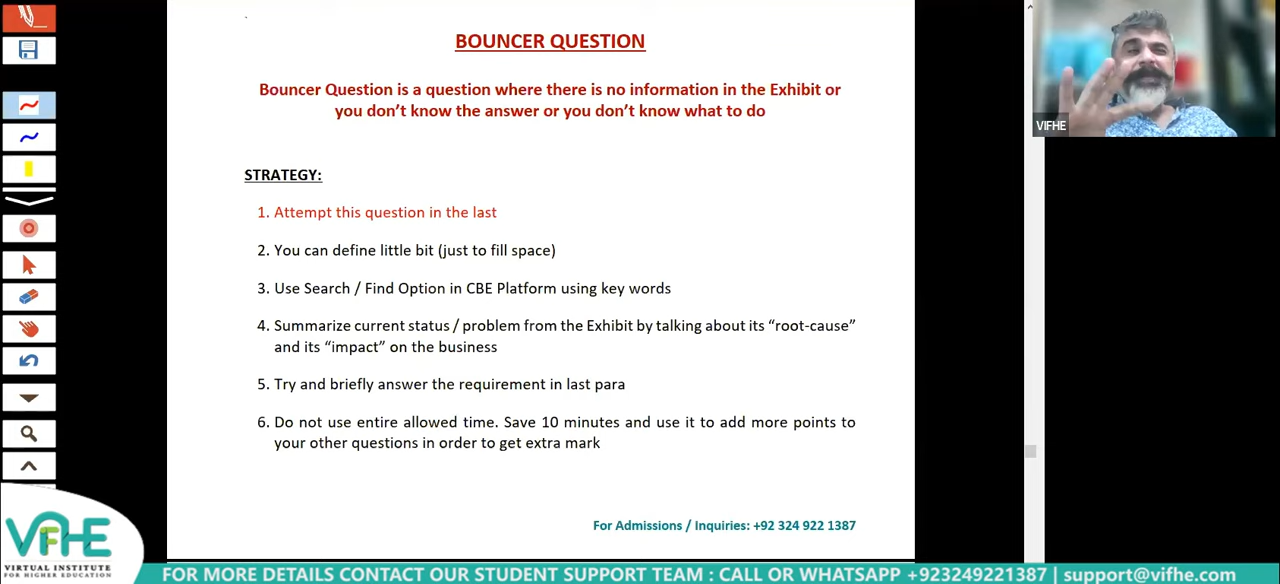 BOUNCER QUESTION
Bouncer Question is a question where there is no information in the Exhibit or
you don’t know the answer or you don’t know what to do
VIFHE
STRATEGY:
1. Attempt this question in the last
2. You can define little bit (just to fill space)
3. Use Search / Find Option in CBE Platform using key words
4. Summarize current status / problem from the Exhibit by talking about its “root-cause”
and its “impact” on the business
5. Try and briefly answer the requirement in last para
6. Do not use entire allowed time. Save 10 minutes and use it to add more points to
your other questions in order to get extra mark
For Admissions / Inquiries: +92 324 922 1387
VIFHE
VIRTUAL INSTITUTE
FOR HIGHER EDUCATION
FOR MORE DETAILS CONTACT OUR STUDENT SUPPORT TEAM : CALL OR WHATSAPP +923249221387 | support@vifhe.com